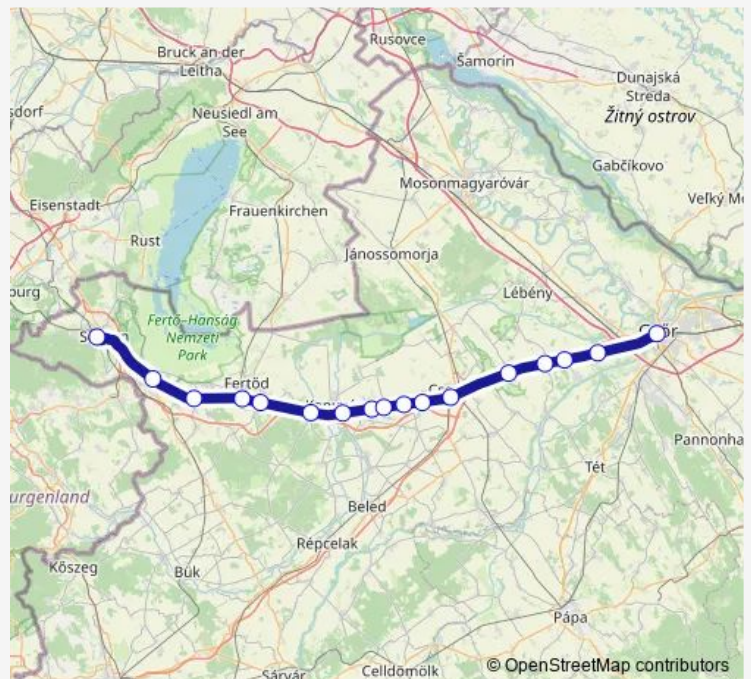 Rusovce
Bruck an der
Leitha
Šamorín
Dunajská
Streda
Žitný ostrov
sdorf
Neusiedl am
See
Gabčíkovo
Mosonmagyaróvár
Eisenstadt
Frauenkirchen
Veľký M
Rust
Jánossomorja
burg
Lébény
Fertő–Hanság
Nemzeti
Park
Fertőd
Pannonha
Tét
urgenland
Beled
Répcelak
Kőszeg
Bük
Pápa
Sárvár
Celldömölk
© OpenStreetMap contributors